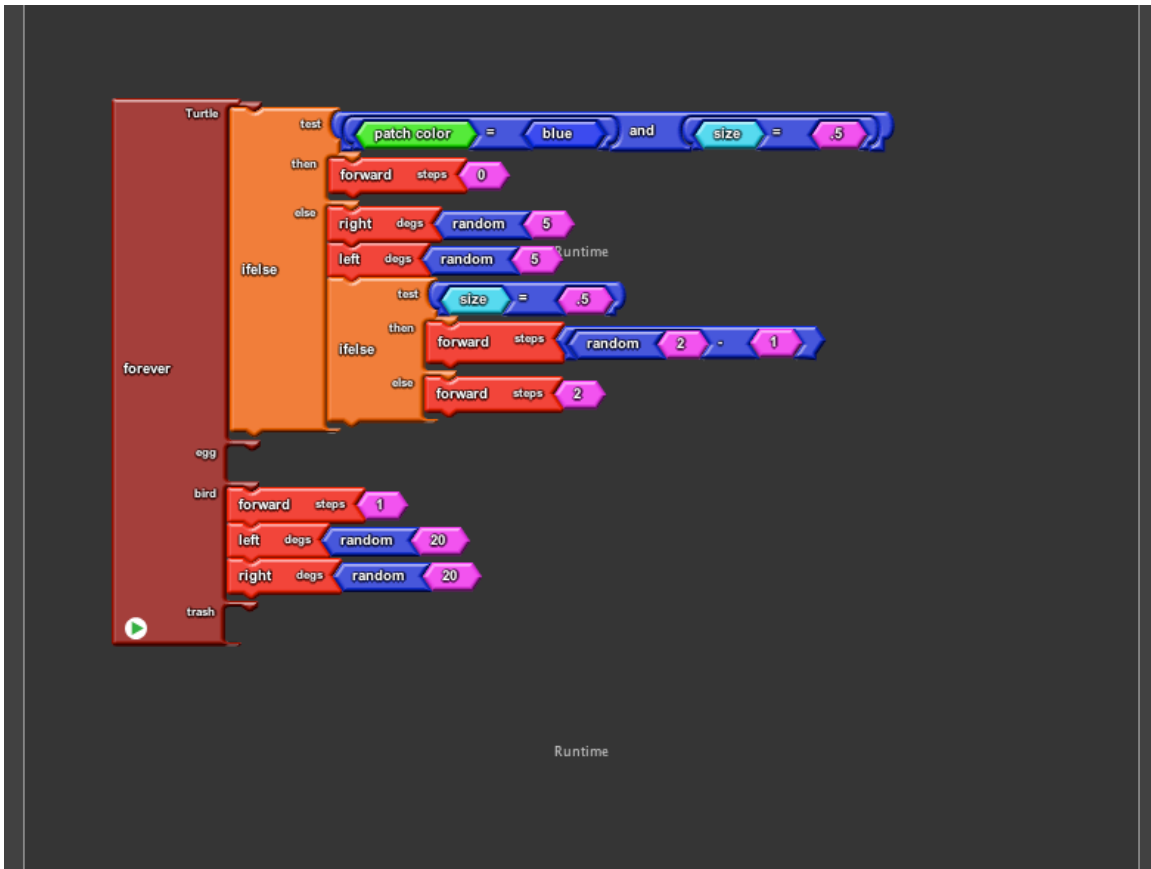 Turtle
test patch color = blue and size = .5
then forward steps 0
else right degs random 5
Runtime
left degs random 5
ifelse
test size = .5
then forward steps random 2 - 1
ifelse
forever
else forward steps 2
egg
bird
forward steps 1
left degs random 20
right degs random 20
trash
Runtime